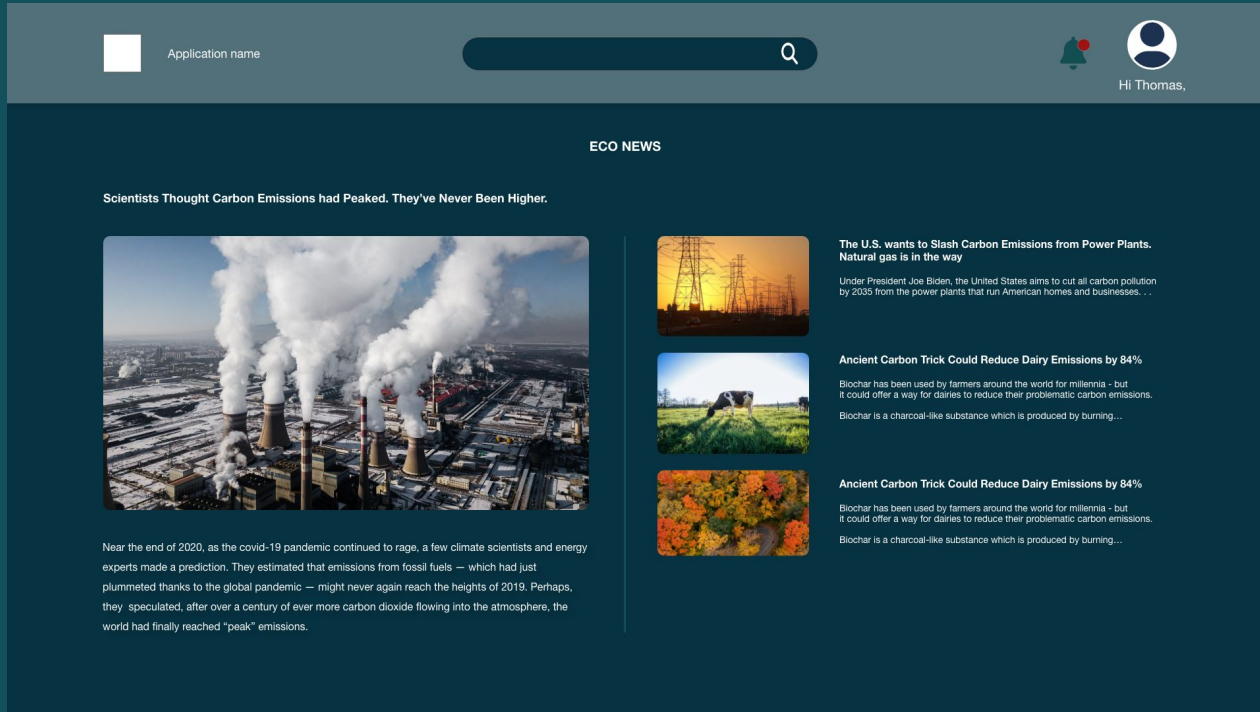 Application name
Hi Thomas,
ECO NEWS
Scientists Thought Carbon Emissions had Peaked. They've Never Been Higher.
Near the end of 2020, as the covid-19 pandemic continued to rage, a few climate scientists and energy
experts made a prediction. They estimated that emissions from fossil fuels — which had just
plummeted thanks to the global pandemic — might never again reach the heights of 2019. Perhaps,
they  speculated, after over a century of ever more carbon dioxide flowing into the atmosphere, the
world had finally reached “peak” emissions.
The U.S. wants to Slash Carbon Emissions from Power Plants.
Natural gas is in the way
Under President Joe Biden, the United States aims to cut all carbon pollution
by 2035 from the power plants that run American homes and businesses. . .
Ancient Carbon Trick Could Reduce Dairy Emissions by 84%
Biochar has been used by farmers around the world for millennia - but
it could offer a way for dairies to reduce their problematic carbon emissions.
Biochar is a charcoal-like substance which is produced by burning…
Ancient Carbon Trick Could Reduce Dairy Emissions by 84%
Biochar has been used by farmers around the world for millennia - but
it could offer a way for dairies to reduce their problematic carbon emissions.
Biochar is a charcoal-like substance which is produced by burning…